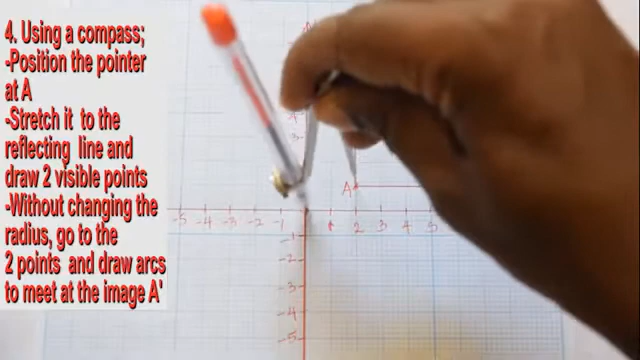 4. Using a compass;
-Position the pointer
at A
-Stretch it to the
reflecting line and
draw 2 visible points
-Without changing the
radius, go to the
2 points and draw arcs
to meet at the image A'
A
-5 -4 -3 -2 -1 1 2 3 4 5
-1
-2
-3
-4
-5